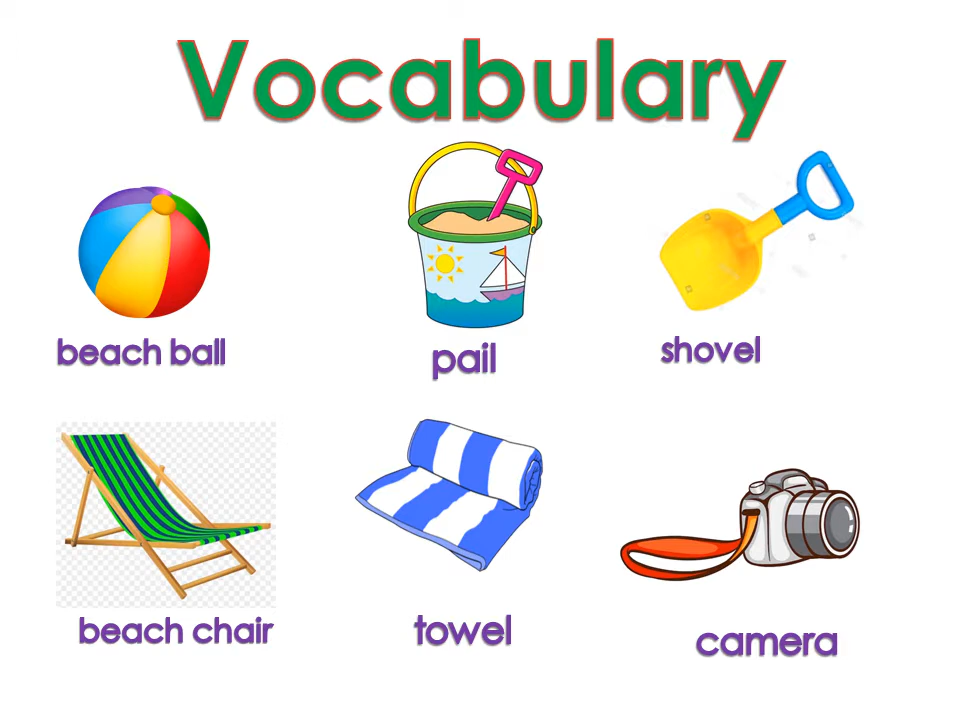 Vocabulary
beach ball
pail
shovel
beach chair
towel
camera